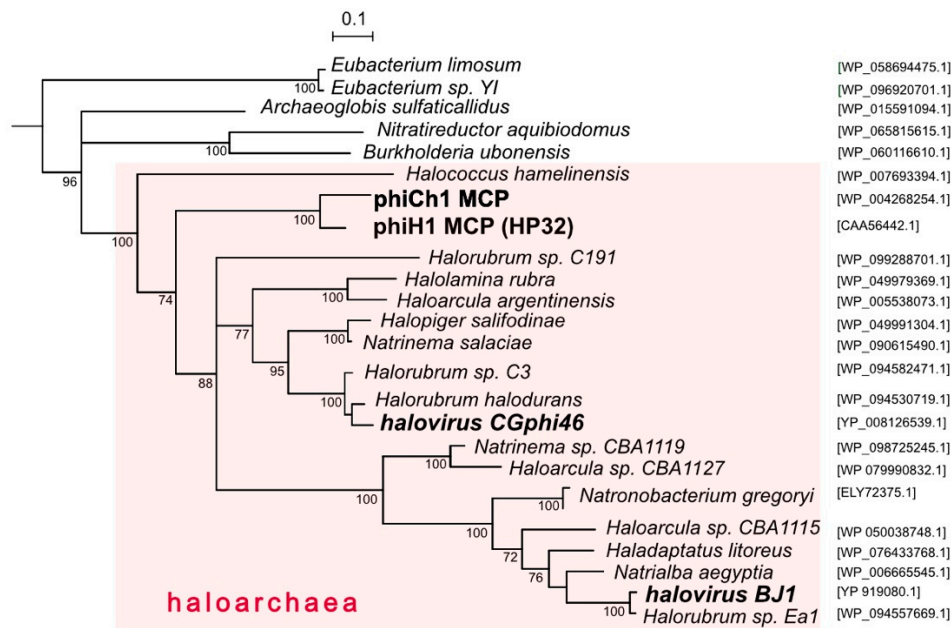 0.1
Eubacterium limosum [WP_058694475.1]
100
Eubacterium sp. YI [WP_096920701.1]
Archaeoglobis sulfaticallidus [WP_015591094.1]
Nitratireductor aquibiodomus [WP_065815615.1]
100
Burkholderia ubonensis [WP_060116610.1]
96
Halococcus hamelinensis [WP_007693394.1]
phiCh1 MCP [WP_004268254.1]
100
phiH1 MCP (HP32) [CAA56442.1]
100
Halorubrum sp. C191 [WP_099288701.1]
Halolamina rubra [WP_049979369.1]
100
Haloarcula argentinensis [WP_005538073.1]
74
Halopiger salifodinae [WP_049991304.1]
77
100
Natrinema salaciae [WP_090615490.1]
95
Halorubrum sp. C3 [WP_094582471.1]
88
Halorubrum halodurans [WP_094530719.1]
100
halovirus CGphi46 [YP_008126539.1]
Natrinema sp. CBA1119 [WP_098725245.1]
100
Haloarcula sp. CBA1127 [WP 079990832.1]
100
Natronobacterium gregoryi [ELY72375.1]
100
Haloarcula sp. CBA1115 [WP 050038748.1]
72
Haladaptatus litoreus [WP_076433768.1]
76
Natrialba aegyptia [WP_006665545.1]
halovirus BJ1 [YP 919080.1]
100
Halorubrum sp. Ea1 [WP_094557669.1]
haloarchaea